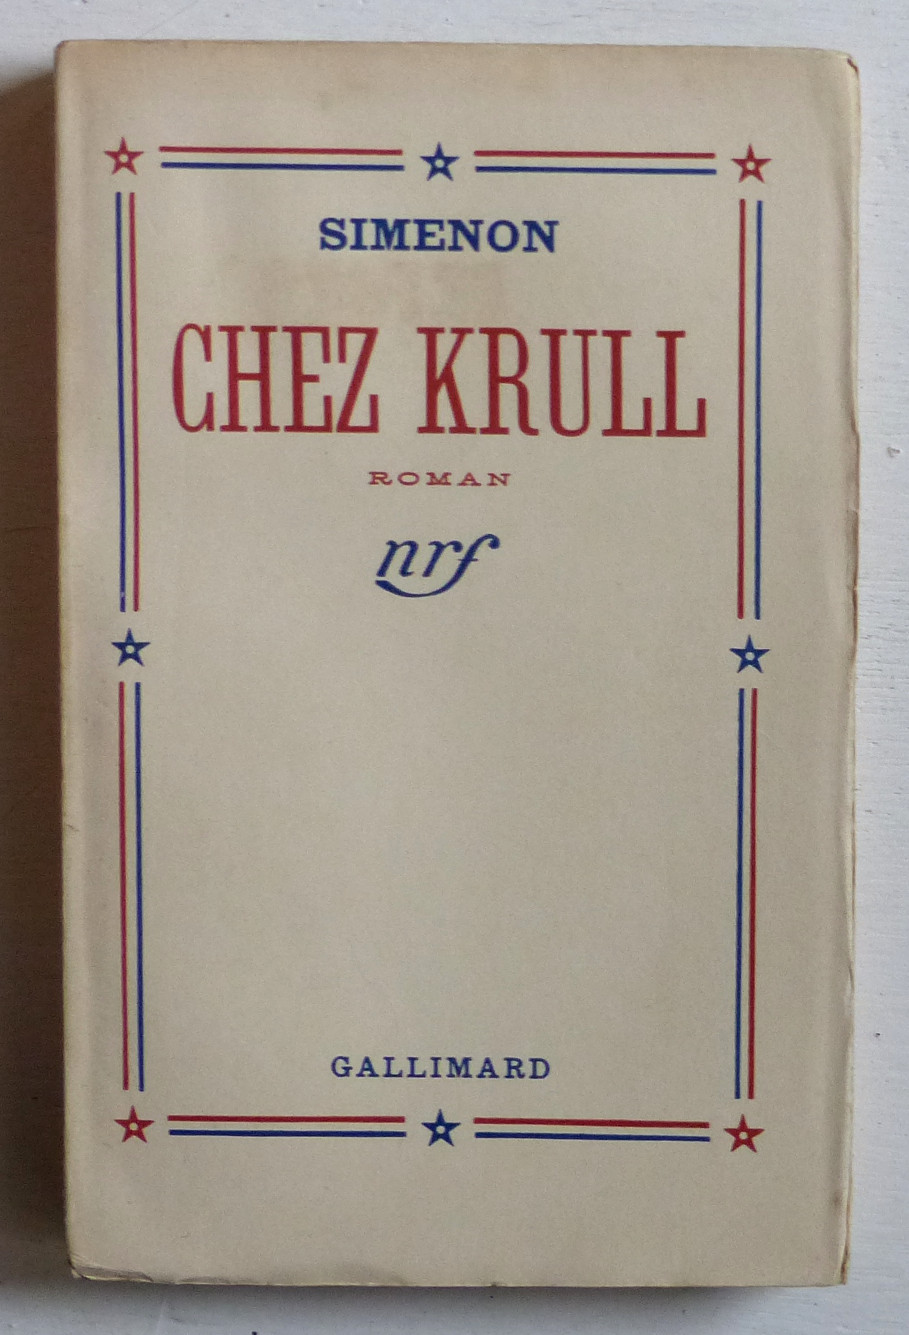 SIMENON
CHEZ KRULL
ROMAN
nrf
GALLIMARD